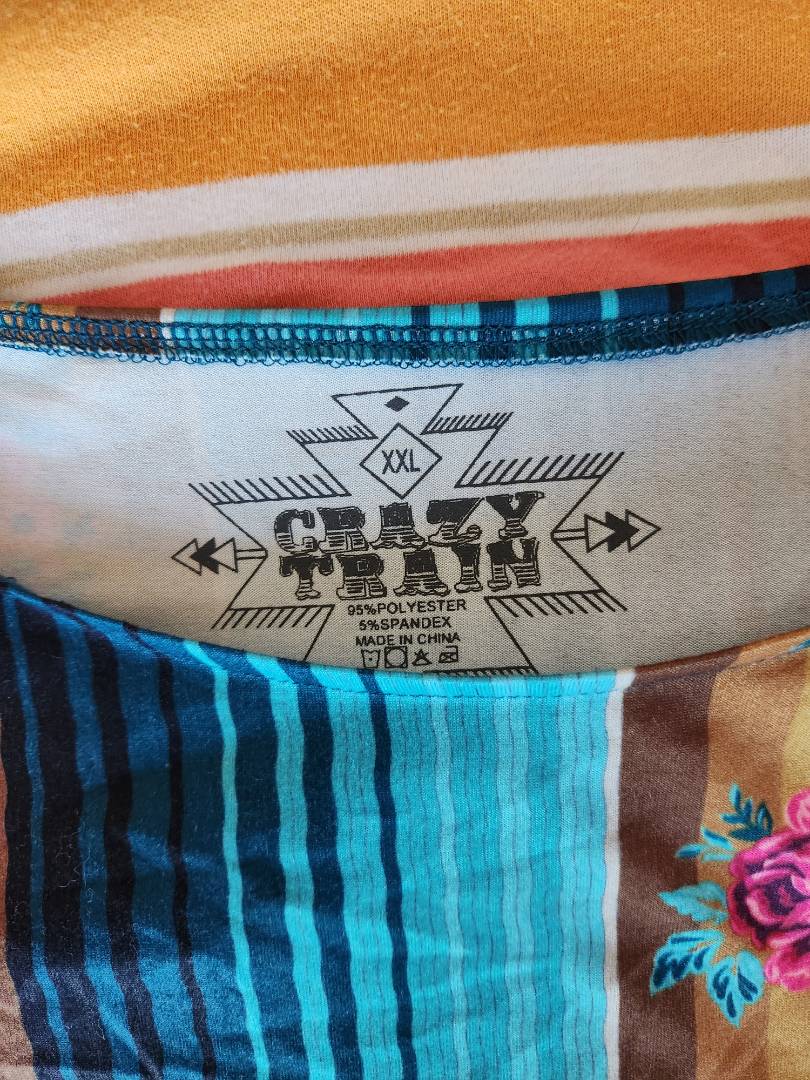 XXL
CRAZY
TRAIN
95%POLYESTER
5%SPANDEX
MADE IN CHINA